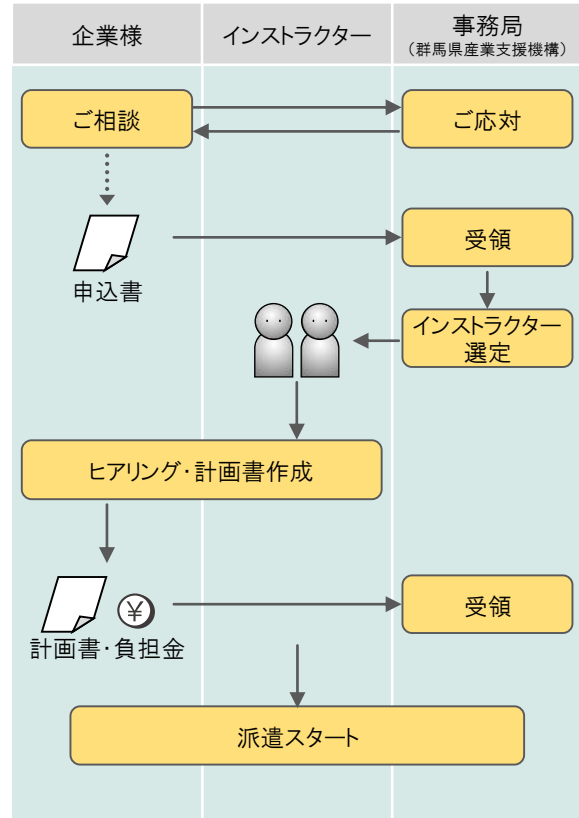 企業様
インストラクター
事務局
（群馬県産業支援機構）
ご相談
ご応対
申込書
受領
インストラクター
選定
ヒアリング・計画書作成
¥
計画書・負担金
受領
派遣スタート